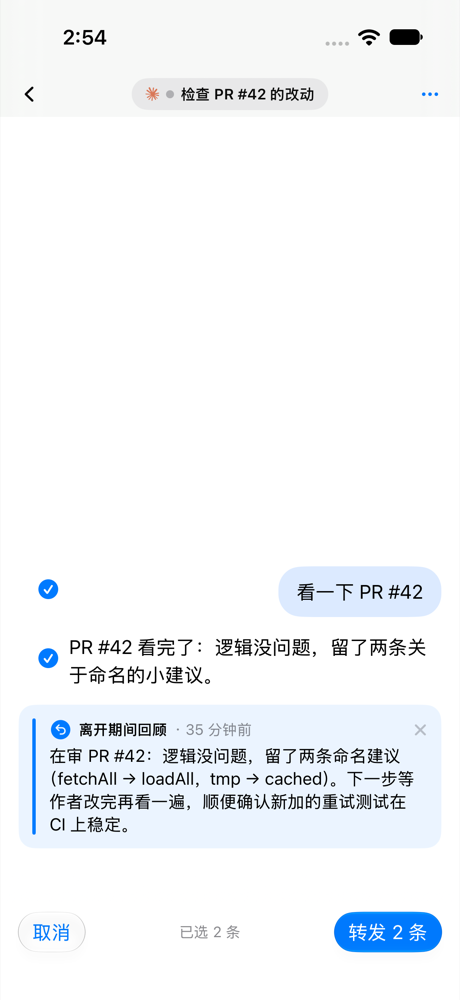 2:54
检查 PR #42 的改动
看一下 PR #42
PR #42 看完了：逻辑没问题，留了两条关
于命名的小建议。
离开期间回顾 · 35 分钟前
在审 PR #42：逻辑没问题，留了两条命名建议
(fetchAll → loadAll，tmp → cached)。下一步等
作者改完再看一遍，顺便确认新加的重试测试在
CI 上稳定。
取消
已选 2 条
转发 2 条